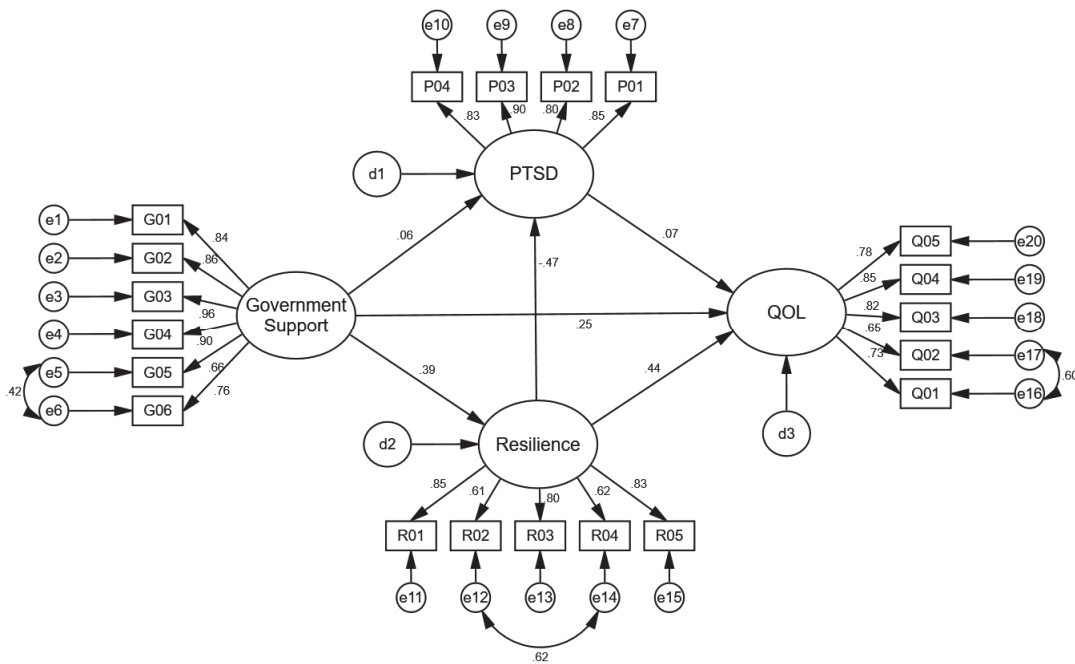 e10
e9
e8
e7
P04
P03
P02
P01
.83
.90
.80
.85
d1
PTSD
e1
G01
e2
G02
e3
G03
e4
G04
e5
G05
e6
G06
.84
.86
.96
.90
.66
.76
.42
Government
Support
.06
-.47
.07
.25
.39
.44
QOL
.78
.85
.82
.65
.73
Q05
e20
Q04
e19
Q03
e18
Q02
e17
Q01
e16
.60
d3
d2
Resilience
.85
.61
.80
.62
.83
R01
R02
R03
R04
R05
e11
e12
e13
e14
e15
.62